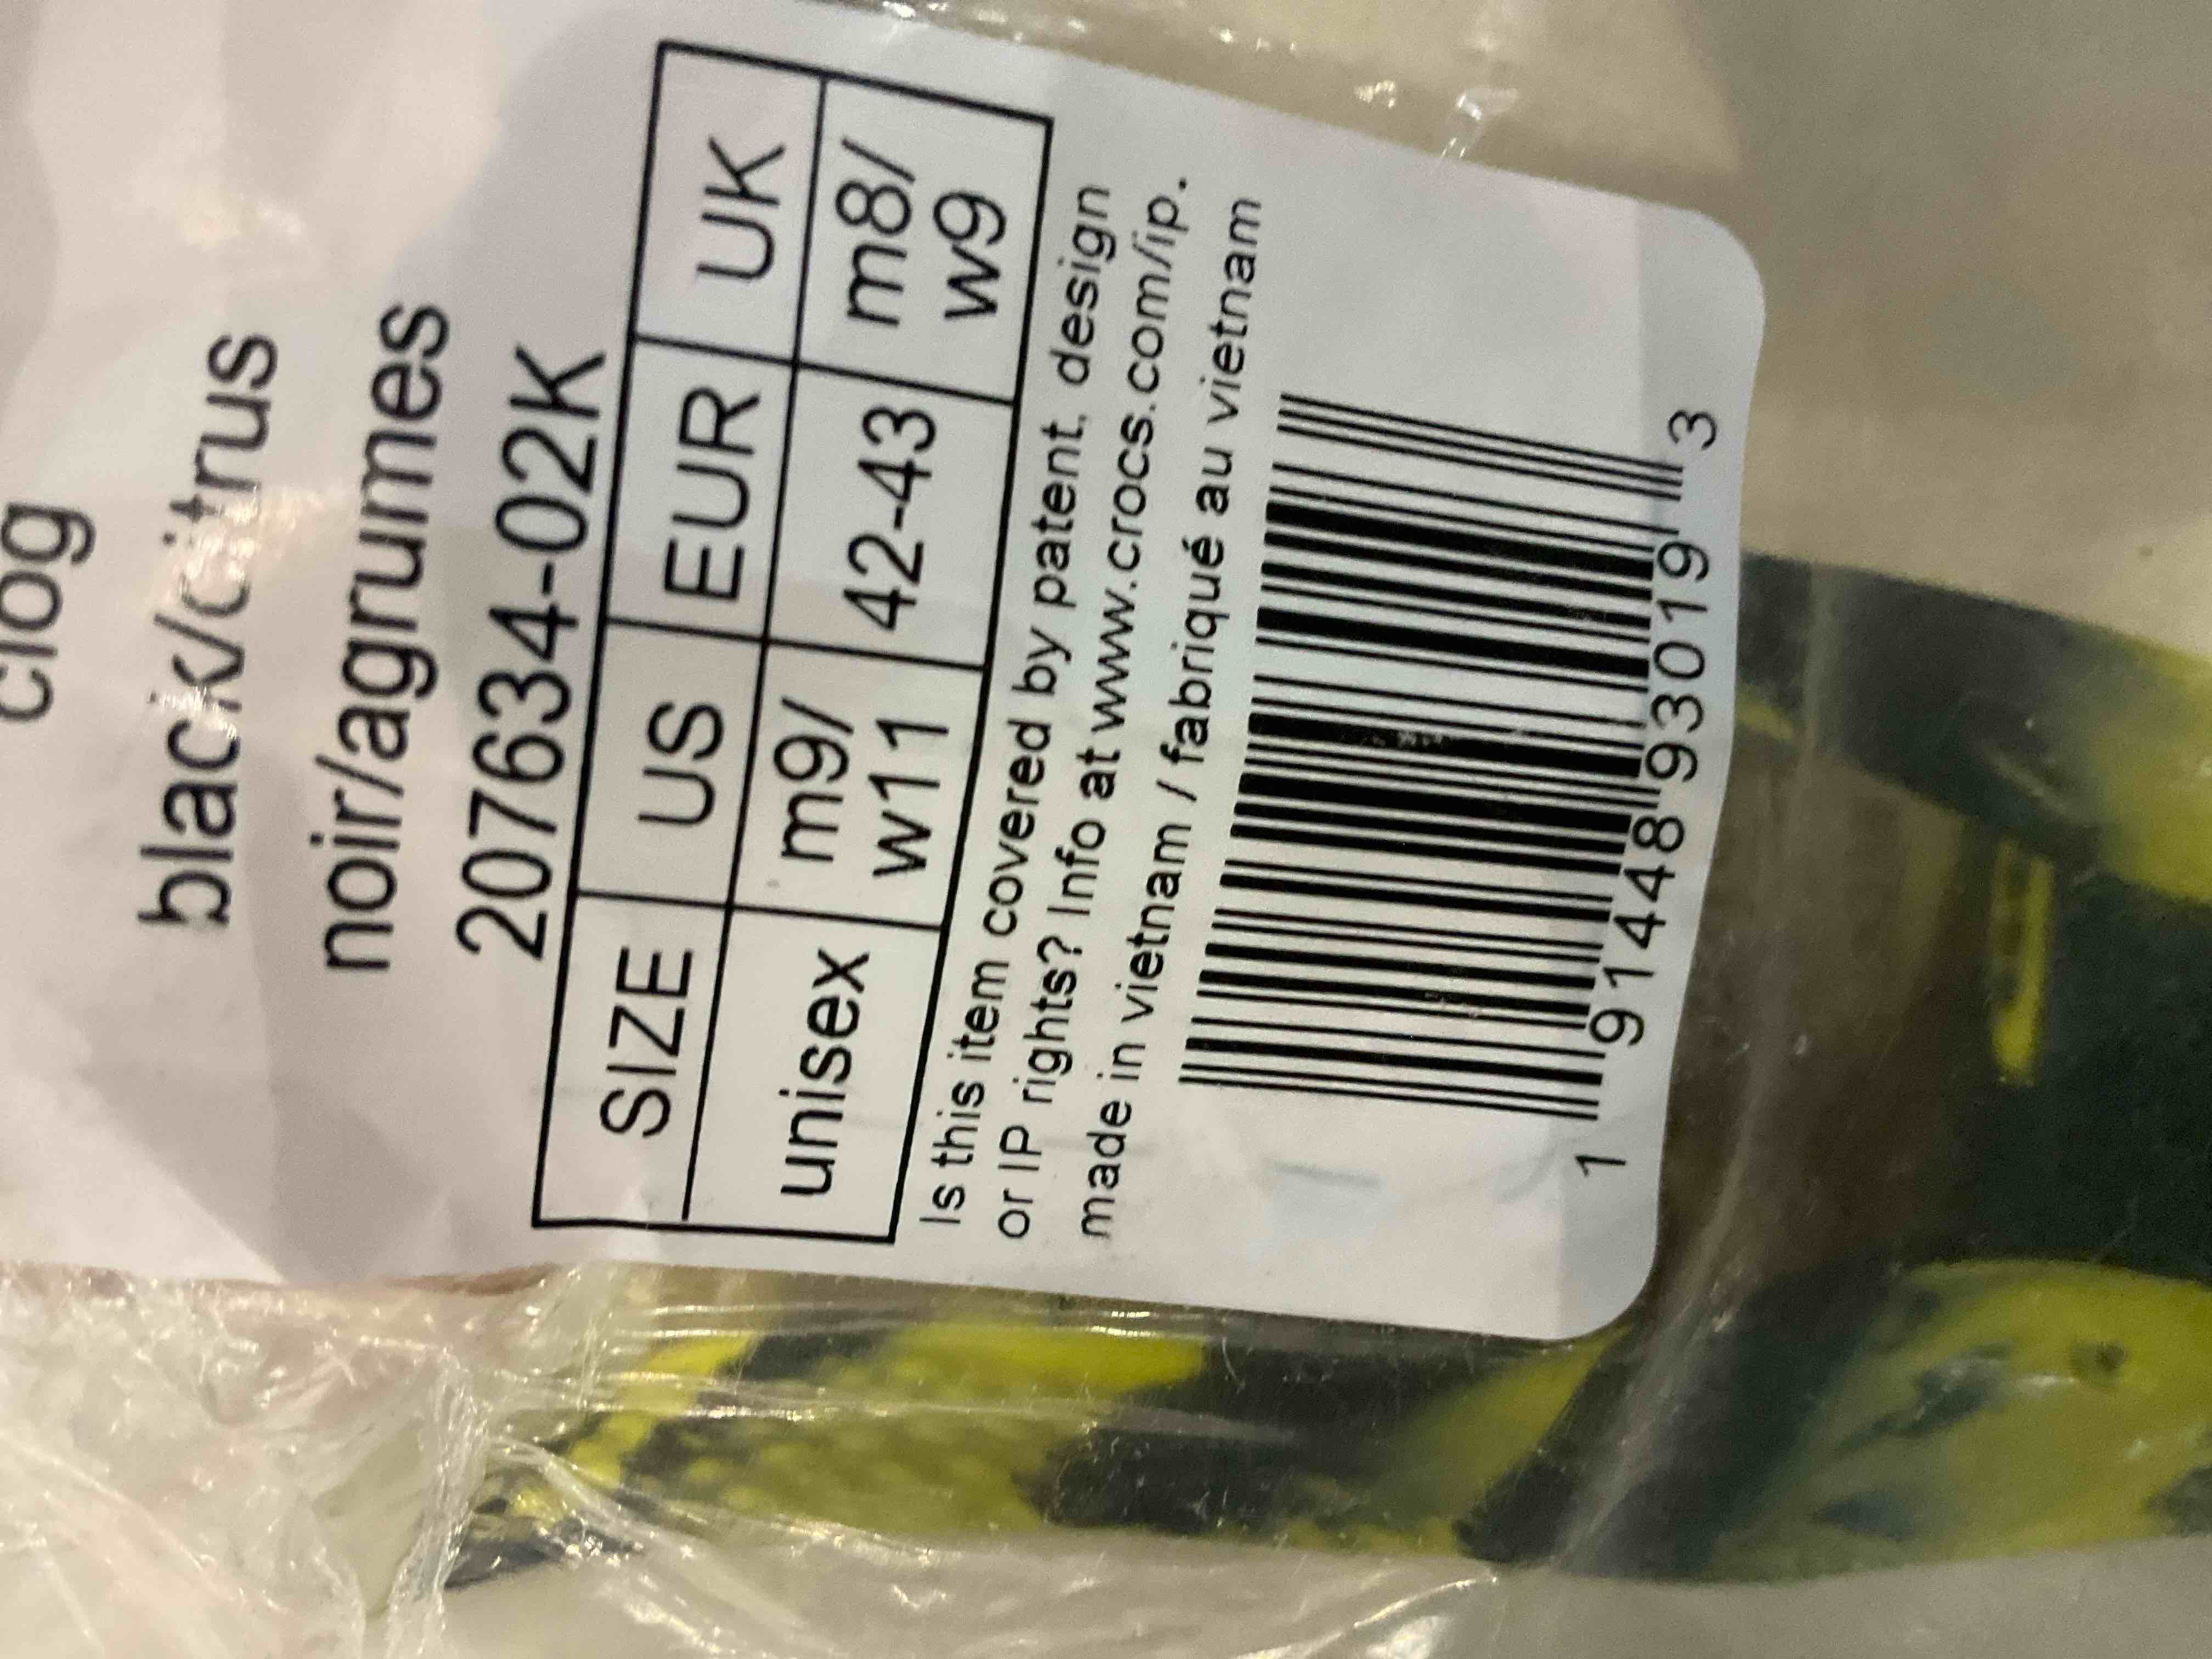 clog
black/citrus
noir/agrumes
207634-02K
SIZE US EUR UK
unisex m9/ w11 42-43 m8/ w9
Is this item covered by patent, design
or IP rights? Info at www.crocs.com/ip.
made in vietnam / fabriqué au vietnam
1 91448 93019 3